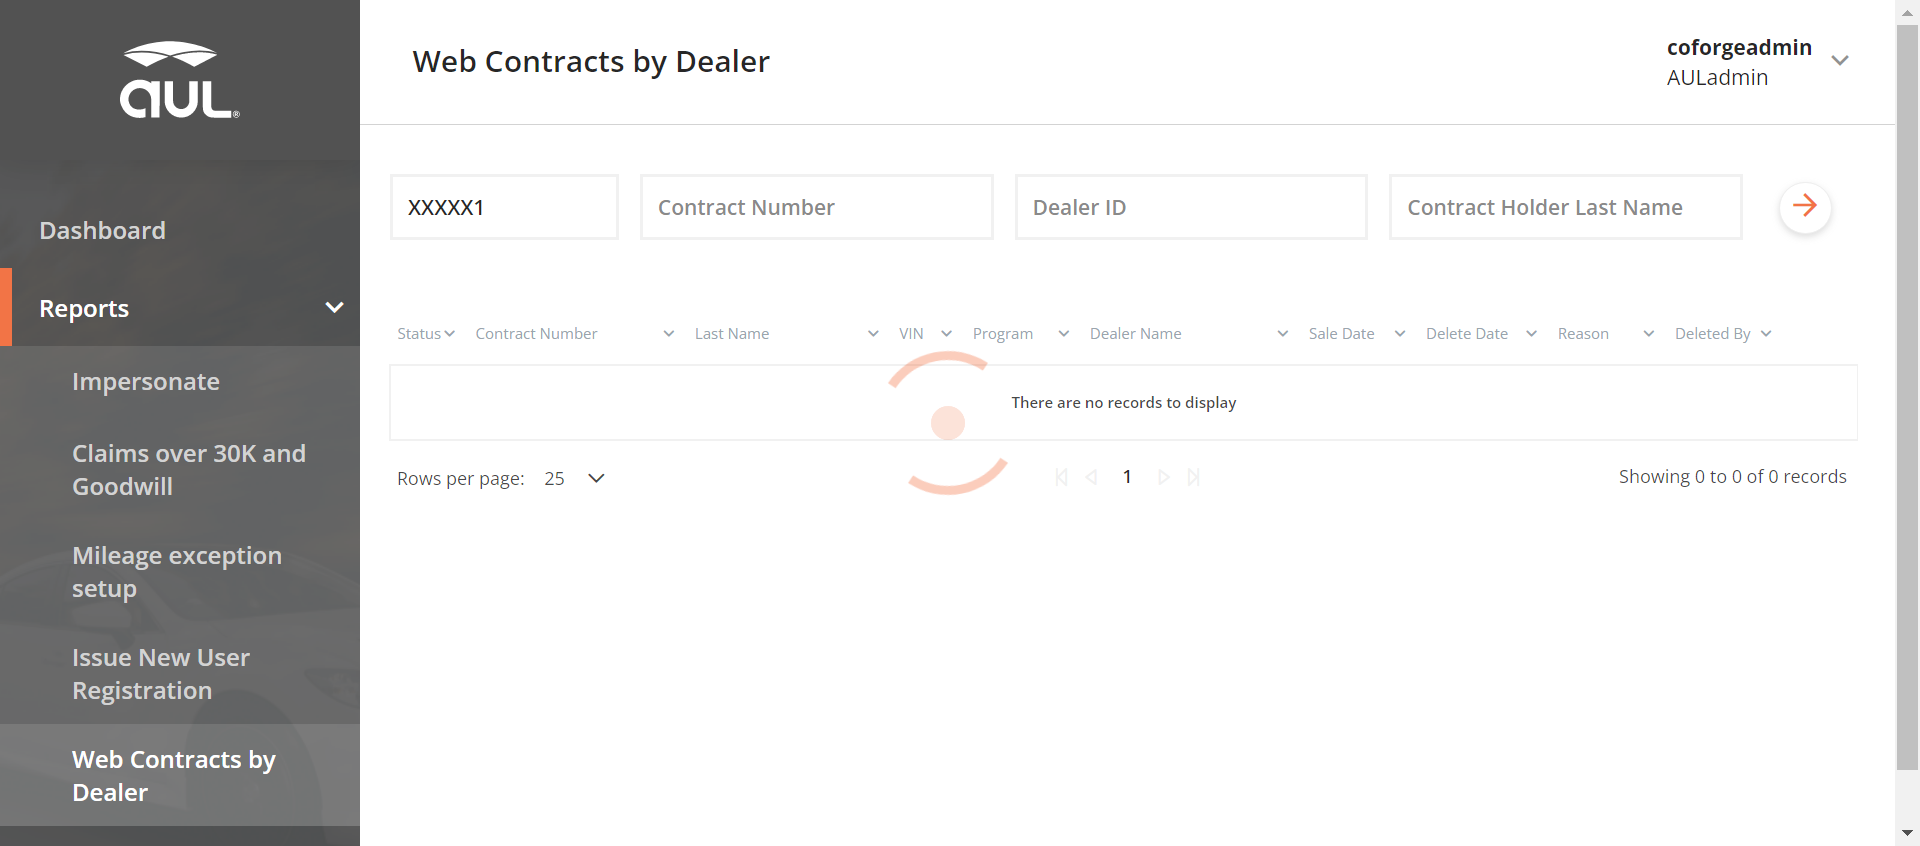 aUL®
Web Contracts by Dealer
coforgeadmin
AULadmin
Dashboard
Reports
Impersonate
Claims over 30K and
Goodwill
Mileage exception
setup
Issue New User
Registration
Web Contracts by
Dealer
XXXXX1 Contract Number Dealer ID Contract Holder Last Name
Status Contract Number Last Name VIN Program Dealer Name Sale Date Delete Date Reason Deleted By
There are no records to display
Rows per page: 25 1 Showing 0 to 0 of 0 records